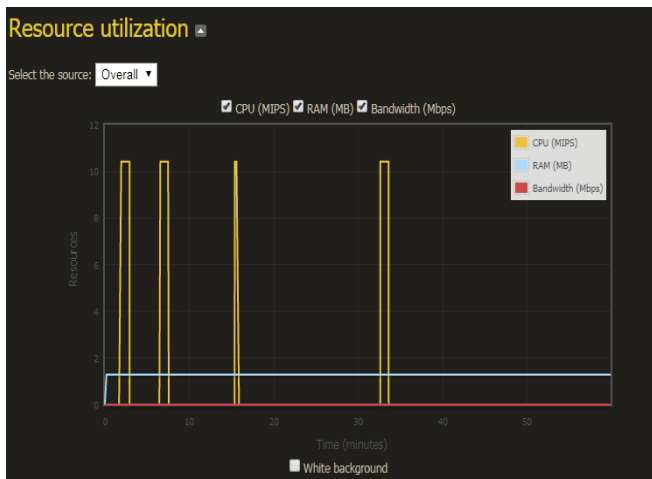 Resource utilization
Select the source: Overall
CPU (MIPS) RAM (MB) Bandwidth (Mbps)
12
10
8
6
4
2
0
Resources
CPU (MIPS)
RAM (MB)
Bandwidth (Mbps)
0 10 20 30 40 50
Time (minutes)
White background